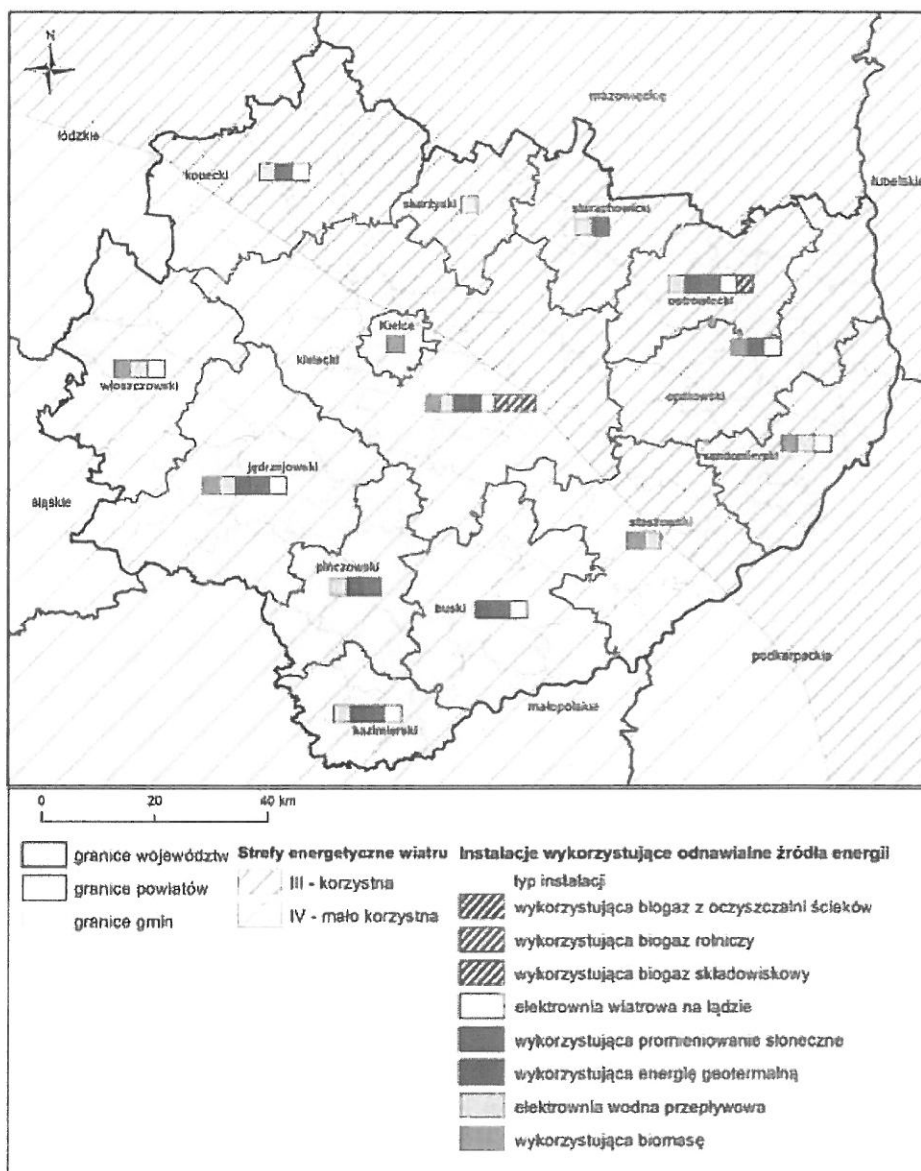 N
mazowieckie
łódzkie
konecki
lubelskie
skarżyski
starachowicki
ostrowiecki
Kielce
kielecki
włoszczowski
opatowski
sandomierski
jędrzejowski
śląskie
staszowski
pińczowski
buski
podkarpackie
małopolskie
kazimierski
0 20 40 km
granice województw
granice powiatów
granice gmin
Strefy energetyczne wiatru
III - korzystna
IV - mało korzystna
Instalacje wykorzystujące odnawialne źródła energii
typ instalacji
wykorzystująca biogaz z oczyszczalni ścieków
wykorzystująca biogaz rolniczy
wykorzystująca biogaz składowiskowy
elektrownia wiatrowa na lądzie
wykorzystująca promieniowanie słoneczne
wykorzystująca energię geotermalną
elektrownia wodna przepływowa
wykorzystująca biomasę